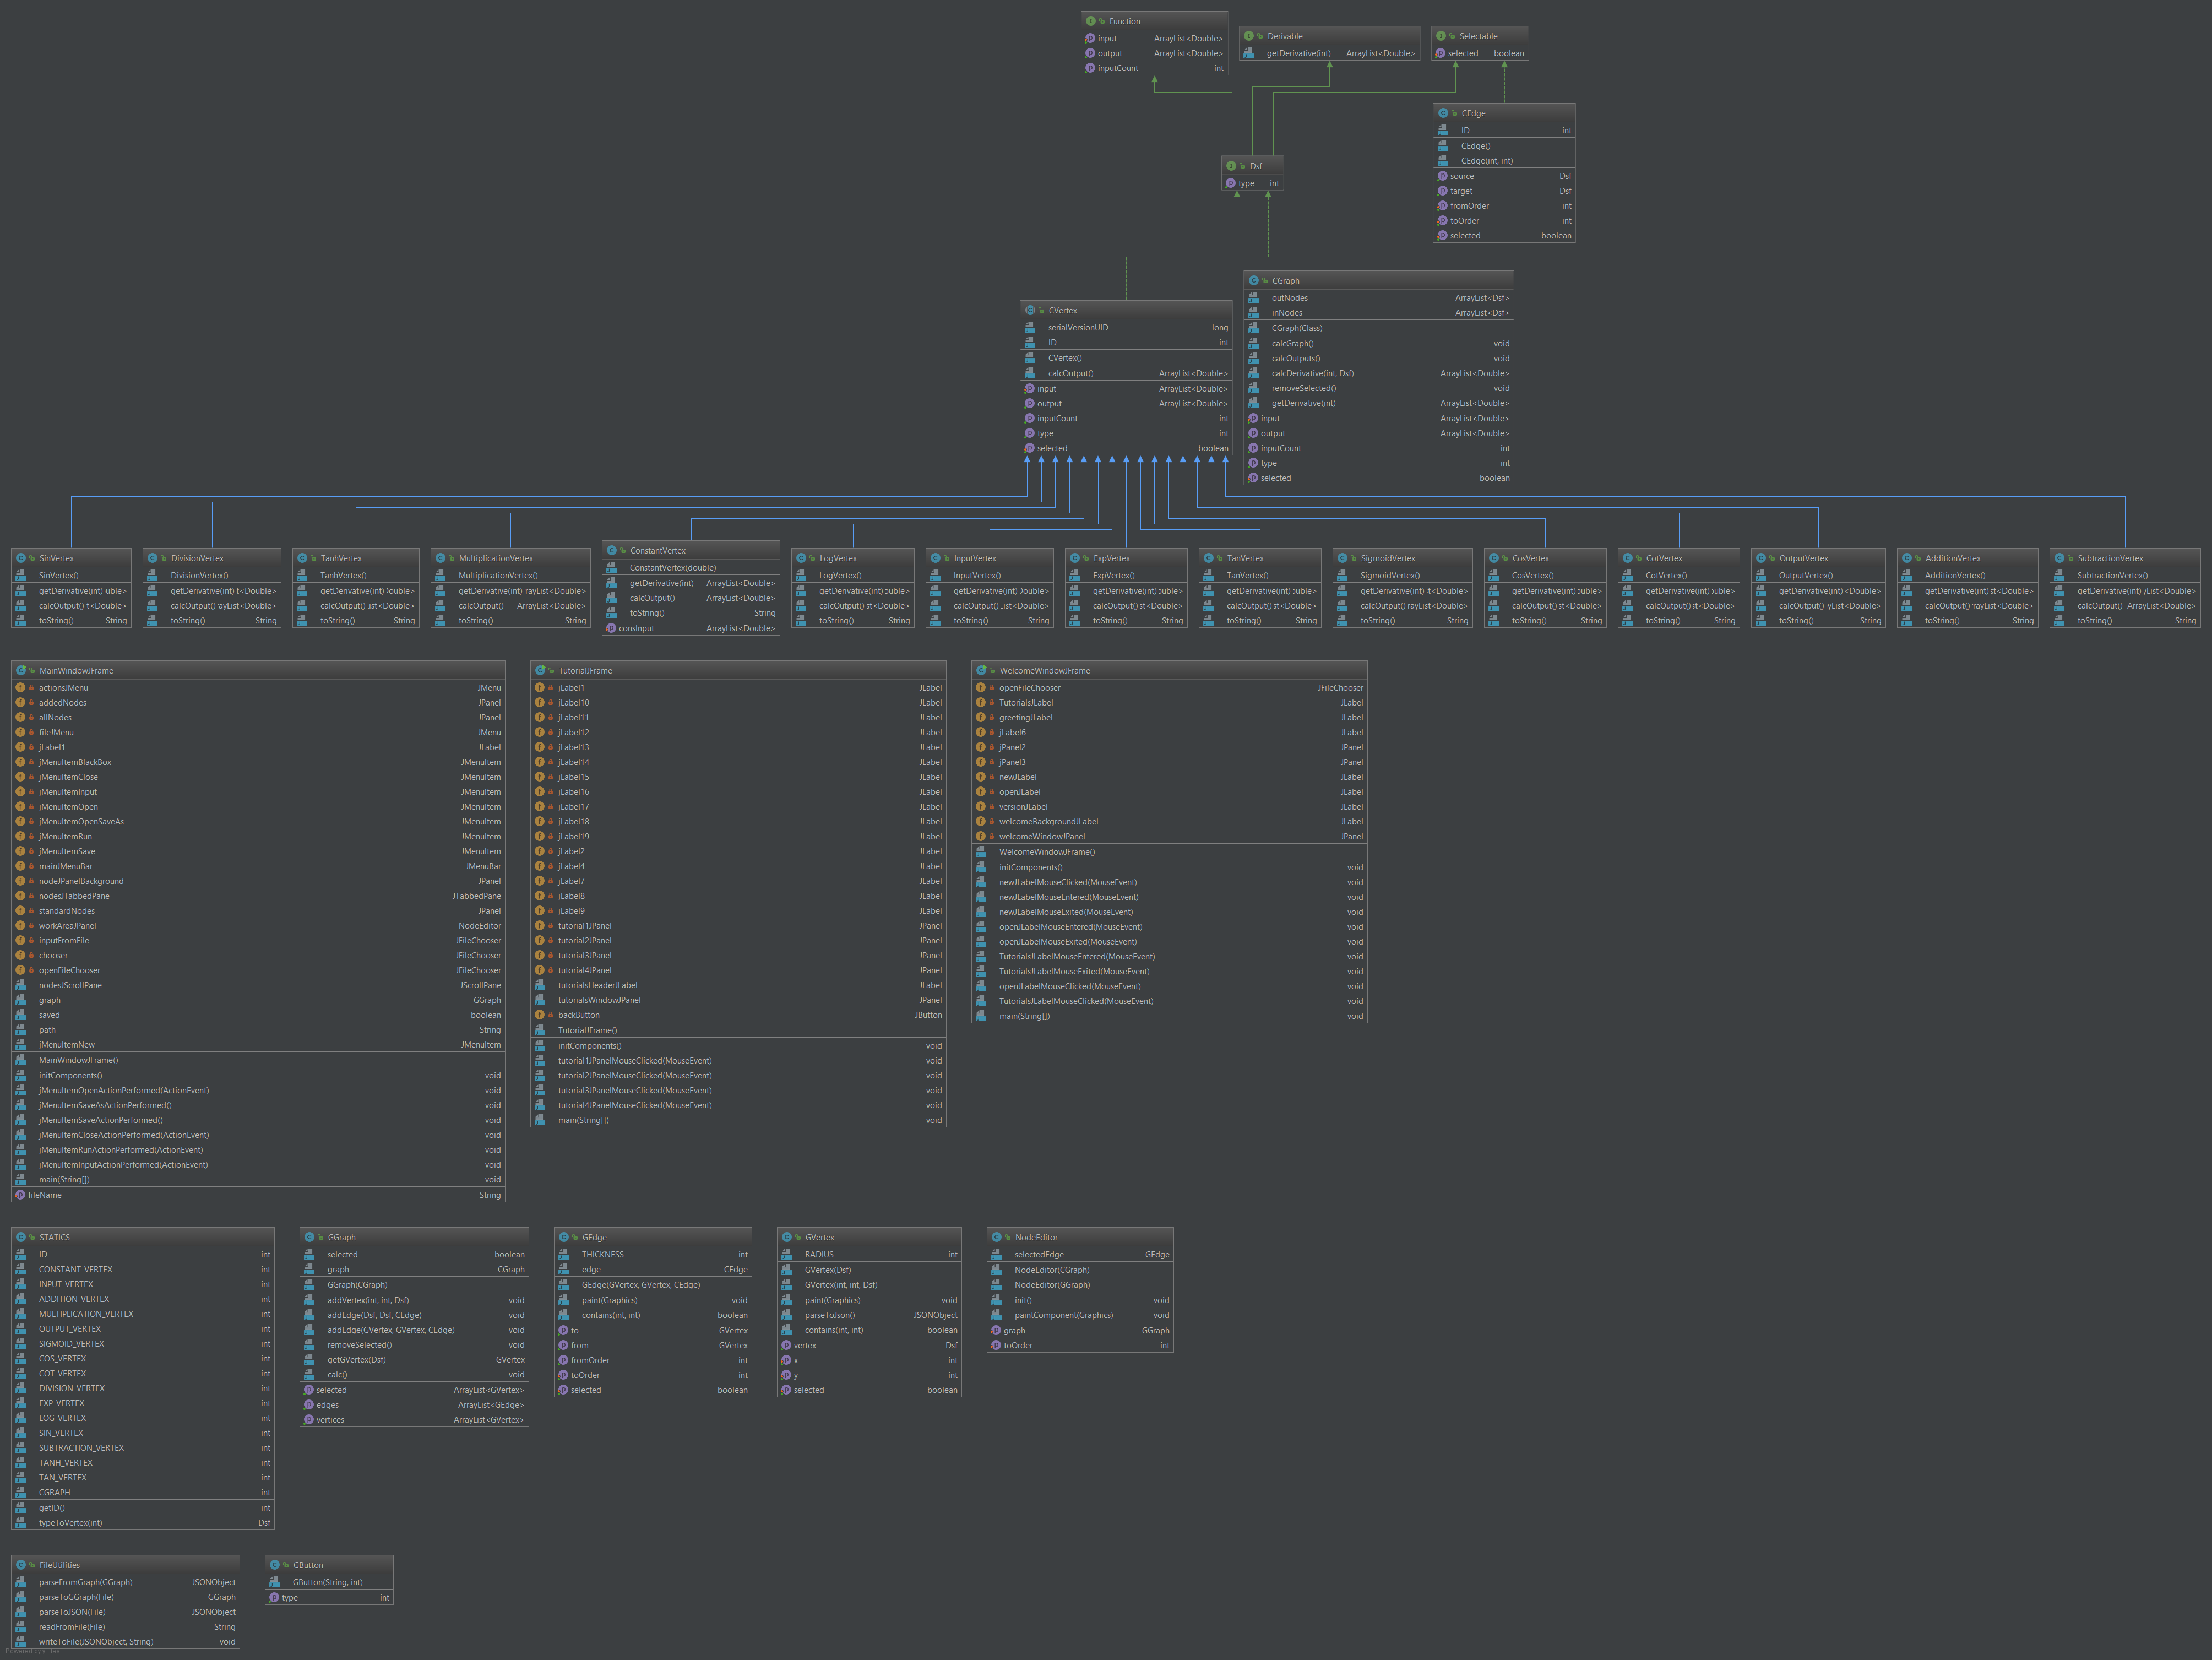 Function
input ArrayList<Double>
output ArrayList<Double>
inputCount int
Derivable
getDerivative(int) ArrayList<Double>
Selectable
selected boolean
CEdge
ID int
CEdge()
CEdge(int, int)
source Dsf
target Dsf
fromOrder int
toOrder int
selected boolean
Dsf
type int
CVertex
serialVersionUID long
ID int
CVertex()
calcOutput() ArrayList<Double>
input ArrayList<Double>
output ArrayList<Double>
inputCount int
type int
selected boolean
CGraph
outNodes ArrayList<Dsf>
inNodes ArrayList<Dsf>
CGraph(Class)
calcGraph() void
calcOutputs() void
calcDerivative(int, Dsf) ArrayList<Double>
removeSelected() void
getDerivative(int) ArrayList<Double>
input ArrayList<Double>
output ArrayList<Double>
inputCount int
type int
selected boolean
SinVertex
SinVertex()
getDerivative(int) uble>
calcOutput() t<Double>
toString() String
DivisionVertex
DivisionVertex()
getDerivative(int) t<Double>
calcOutput() ayList<Double>
toString() String
TanhVertex
TanhVertex()
getDerivative(int) Double>
calcOutput() .ist<Double>
toString() String
MultiplicationVertex
MultiplicationVertex()
getDerivative(int) rayList<Double>
calcOutput() ArrayList<Double>
toString() String
ConstantVertex
ConstantVertex(double)
getDerivative(int) ArrayList<Double>
calcOutput() ArrayList<Double>
toString() String
consInput ArrayList<Double>
LogVertex
LogVertex()
getDerivative(int) ouble>
calcOutput() st<Double>
toString() String
InputVertex
InputVertex()
getDerivative(int) Double>
calcOutput() .ist<Double>
toString() String
ExpVertex
ExpVertex()
getDerivative(int) ouble>
calcOutput() st<Double>
toString() String
TanVertex
TanVertex()
getDerivative(int) ouble>
calcOutput() st<Double>
toString() String
SigmoidVertex
SigmoidVertex()
getDerivative(int) t<Double>
calcOutput() rayList<Double>
toString() String
CosVertex
CosVertex()
getDerivative(int) ouble>
calcOutput() st<Double>
toString() String
CotVertex
CotVertex()
getDerivative(int) ouble>
calcOutput() st<Double>
toString() String
OutputVertex
OutputVertex()
getDerivative(int) <Double>
calcOutput() yList<Double>
toString() String
AdditionVertex
AdditionVertex()
getDerivative(int) st<Double>
calcOutput() rayList<Double>
toString() String
SubtractionVertex
SubtractionVertex()
getDerivative(int) yList<Double>
calcOutput() ArrayList<Double>
toString() String
MainWindowJFrame
actionsJMenu JMenu
addedNodes JPanel
allNodes JPanel
fileJMenu JMenu
jLabel1 JLabel
jMenuItemBlackBox JMenuItem
jMenuItemClose JMenuItem
jMenuItemInput JMenuItem
jMenuItemOpen JMenuItem
jMenuItemOpenSaveAs JMenuItem
jMenuItemRun JMenuItem
jMenuItemSave JMenuItem
mainJMenuBar JMenuBar
nodeJPanelBackground JPanel
nodesJTabbedPane JTabbedPane
standardNodes JPanel
workAreaJPanel NodeEditor
inputFromFile JFileChooser
chooser JFileChooser
openFileChooser JFileChooser
nodesJScrollPane JScrollPane
graph GGraph
saved boolean
path String
jMenuItemNew JMenuItem
MainWindowJFrame()
initComponents() void
jMenuItemOpenActionPerformed(ActionEvent) void
jMenuItemSaveAsActionPerformed() void
jMenuItemSaveActionPerformed() void
jMenuItemCloseActionPerformed(ActionEvent) void
jMenuItemRunActionPerformed(ActionEvent) void
jMenuItemInputActionPerformed(ActionEvent) void
main(String[]) void
fileName String
TutorialJFrame
jLabel1 JLabel
jLabel10 JLabel
jLabel11 JLabel
jLabel12 JLabel
jLabel13 JLabel
jLabel14 JLabel
jLabel15 JLabel
jLabel16 JLabel
jLabel17 JLabel
jLabel18 JLabel
jLabel19 JLabel
jLabel2 JLabel
jLabel4 JLabel
jLabel7 JLabel
jLabel8 JLabel
jLabel9 JLabel
tutorial1JPanel JPanel
tutorial2JPanel JPanel
tutorial3JPanel JPanel
tutorial4JPanel JPanel
tutorialsHeaderJLabel JLabel
tutorialsWindowJPanel JPanel
backButton JButton
TutorialJFrame()
initComponents() void
tutorial1JPanelMouseClicked(MouseEvent) void
tutorial2JPanelMouseClicked(MouseEvent) void
tutorial3JPanelMouseClicked(MouseEvent) void
tutorial4JPanelMouseClicked(MouseEvent) void
main(String[]) void
WelcomeWindowJFrame
openFileChooser JFileChooser
TutorialsJLabel JLabel
greetingJLabel JLabel
jLabel6 JLabel
jPanel2 JPanel
jPanel3 JPanel
newJLabel JLabel
openJLabel JLabel
versionJLabel JLabel
welcomeBackgroundJLabel JLabel
welcomeWindowJPanel JPanel
WelcomeWindowJFrame()
initComponents() void
newJLabelMouseClicked(MouseEvent) void
newJLabelMouseEntered(MouseEvent) void
newJLabelMouseExited(MouseEvent) void
openJLabelMouseEntered(MouseEvent) void
openJLabelMouseExited(MouseEvent) void
TutorialsJLabelMouseEntered(MouseEvent) void
TutorialsJLabelMouseExited(MouseEvent) void
openJLabelMouseClicked(MouseEvent) void
TutorialsJLabelMouseClicked(MouseEvent) void
main(String[]) void
STATICS
ID int
CONSTANT_VERTEX int
INPUT_VERTEX int
ADDITION_VERTEX int
MULTIPLICATION_VERTEX int
OUTPUT_VERTEX int
SIGMOID_VERTEX int
COS_VERTEX int
COT_VERTEX int
DIVISION_VERTEX int
EXP_VERTEX int
LOG_VERTEX int
SIN_VERTEX int
SUBTRACTION_VERTEX int
TANH_VERTEX int
TAN_VERTEX int
CGRAPH int
getID() int
typeToVertex(int) Dsf
GGraph
selected boolean
graph CGraph
GGraph(CGraph)
addVertex(int, int, Dsf) void
addEdge(Dsf, Dsf, CEdge) void
addEdge(GVertex, GVertex, CEdge) void
removeSelected() void
getGVertex(Dsf) GVertex
calc() void
selected ArrayList<GVertex>
edges ArrayList<GEdge>
vertices ArrayList<GVertex>
GEdge
THICKNESS int
edge CEdge
GEdge(GVertex, GVertex, CEdge)
paint(Graphics) void
contains(int, int) boolean
to GVertex
from GVertex
fromOrder int
toOrder int
selected boolean
GVertex
RADIUS int
GVertex(Dsf)
GVertex(int, int, Dsf)
paint(Graphics) void
parseToJson() JSONObject
contains(int, int) boolean
vertex Dsf
x int
y int
selected boolean
NodeEditor
selectedEdge GEdge
NodeEditor(CGraph)
NodeEditor(GGraph)
init() void
paintComponent(Graphics) void
graph GGraph
toOrder int
FileUtilities
parseFromGraph(GGraph) JSONObject
parseToGGraph(File) GGraph
parseToJSON(File) JSONObject
readFromFile(File) String
writeToFile(JSONObject, String) void
GButton
GButton(String, int)
type int
Powered by yFiles